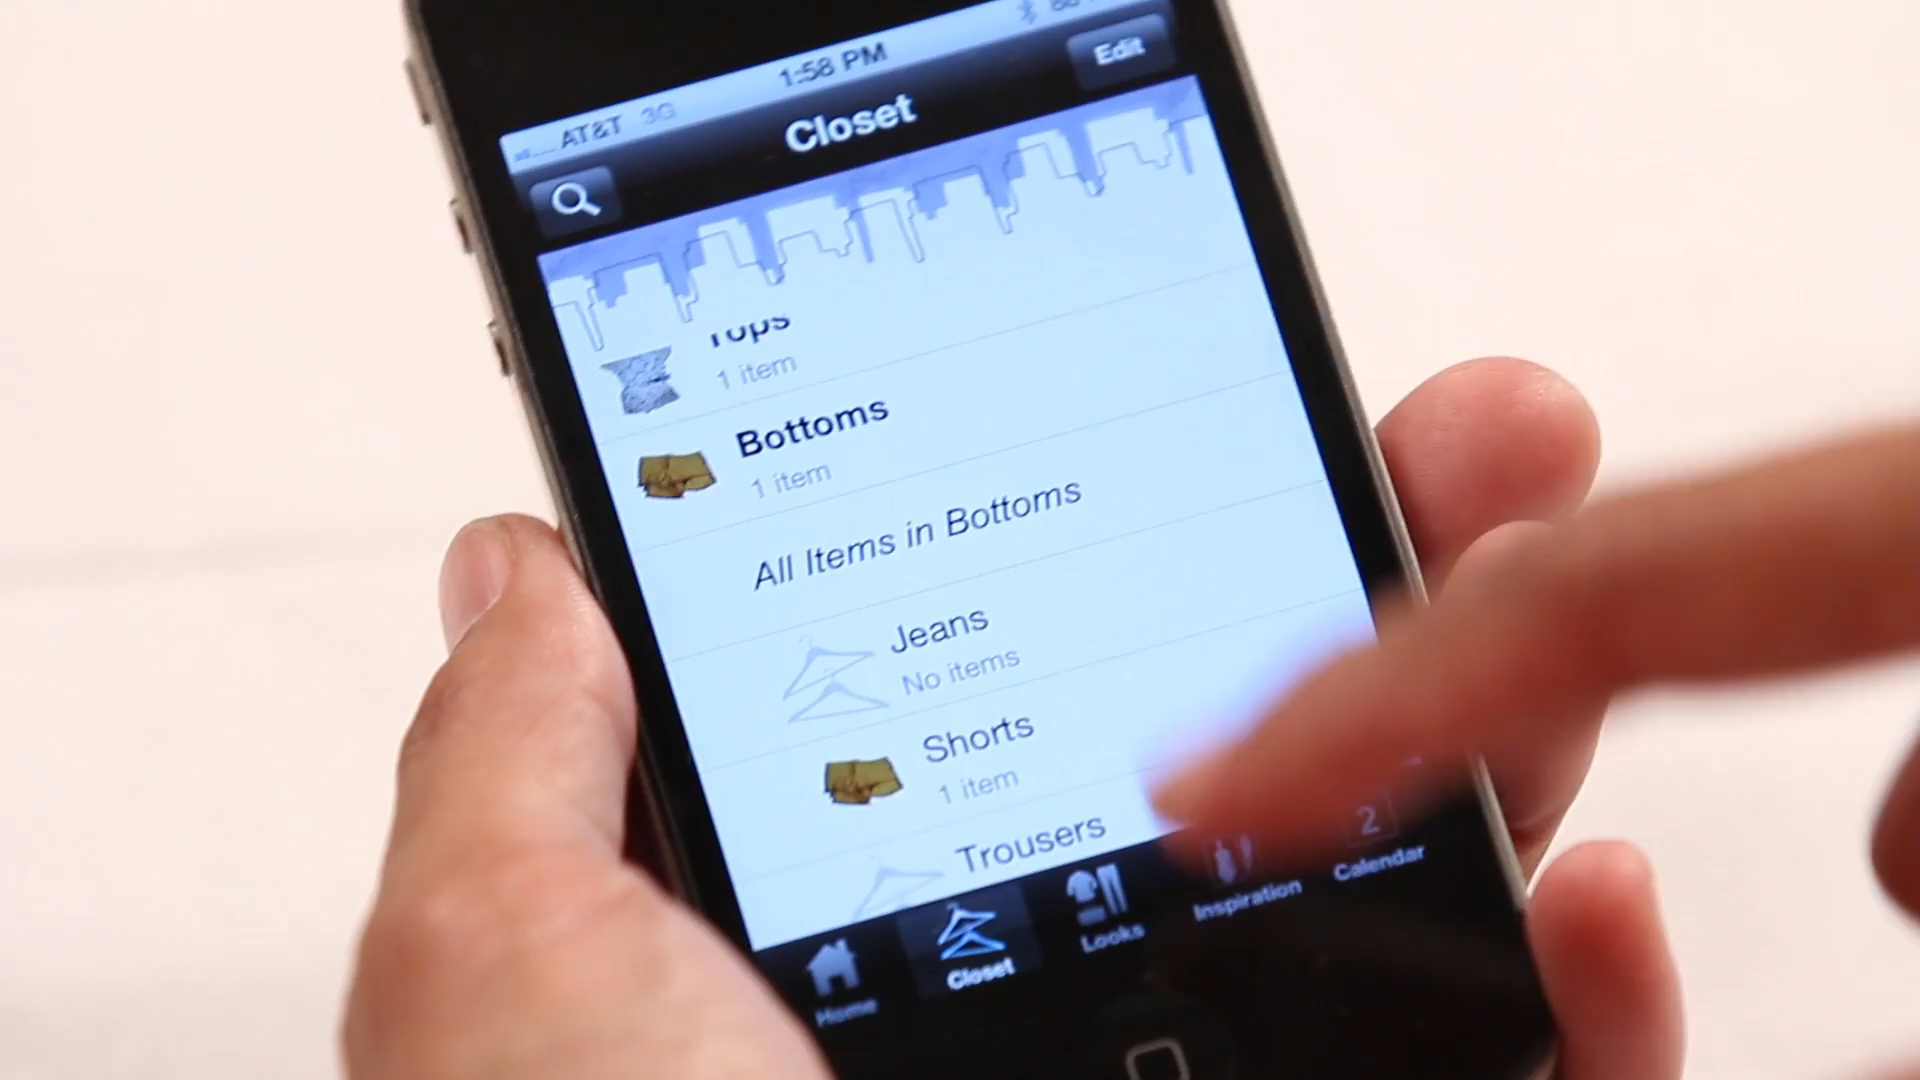 AT&T 3G 1:58 PM
Closet
Edit
Tops
1 item
Bottoms
1 item
All Items in Bottoms
Jeans
No items
Shorts
1 item
Trousers
Home
Closet
Looks
Inspiration
2
Calendar